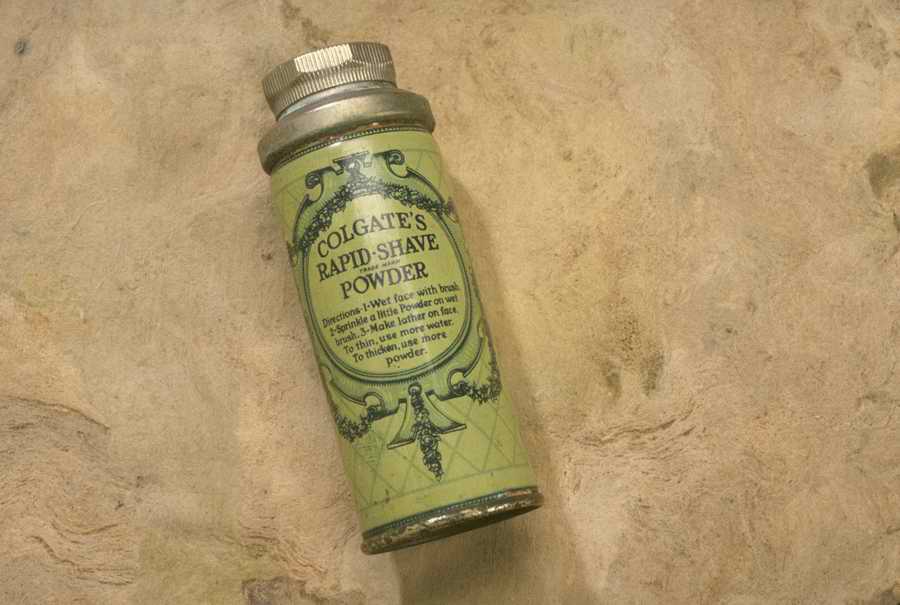 COLGATE'S
RAPID-SHAVE
TRADE MARK
POWDER
Directions-1-Wet face with brush
2-Sprinkle a little Powder on wet
brush. 3-Make lather on face.
To thin, use more water.
To thicken, use more
powder.